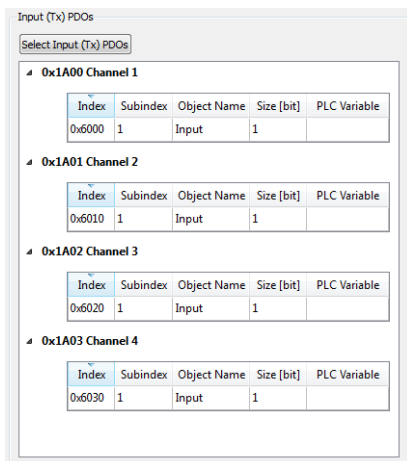 Input (Tx) PDOs
Select Input (Tx) PDOs
0x1A00 Channel 1
Index Subindex Object Name Size [bit] PLC Variable
0x6000 1 Input 1
0x1A01 Channel 2
Index Subindex Object Name Size [bit] PLC Variable
0x6010 1 Input 1
0x1A02 Channel 3
Index Subindex Object Name Size [bit] PLC Variable
0x6020 1 Input 1
0x1A03 Channel 4
Index Subindex Object Name Size [bit] PLC Variable
0x6030 1 Input 1